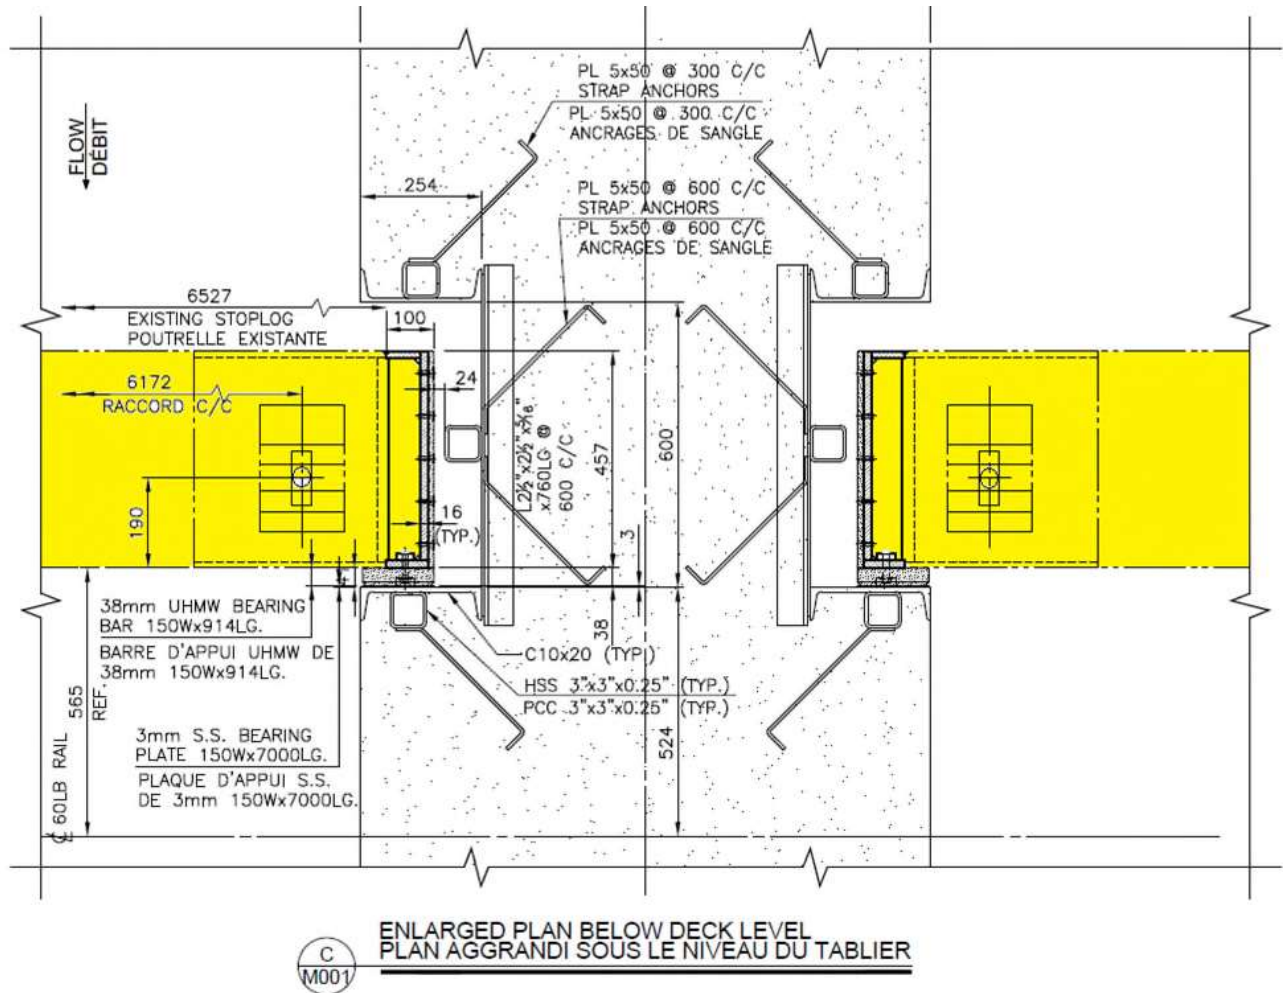 PL 5x50 @ 300 C/C
STRAP ANCHORS
PL 5x50 @ 300 C/C
ANCRAGES DE SANGLE
FLOW
DÉBIT
254
PL 5x50 @ 600 C/C
STRAP ANCHORS
PL 5x50 @ 600 C/C
ANCRAGES DE SANGLE
6527
EXISTING STOPLOG
POUTRELLE EXISTANTE
100
6172
RACCORD C/C
24
L2½"x2½"x3/16"
x760LG @
600 C/C
457
600
190
16
(TYP.)
3
38
38mm UHMW BEARING
BAR 150Wx914LG.
BARRE D'APPUI UHMW DE
38mm 150Wx914LG.
C10x20 (TYP.)
HSS 3"x3"x0.25" (TYP.)
PCC 3"x3"x0.25" (TYP.)
565
REF.
3mm S.S. BEARING
PLATE 150Wx7000LG.
PLAQUE D'APPUI S.S.
DE 3mm 150Wx7000LG.
524
℄ 60LB RAIL
ENLARGED PLAN BELOW DECK LEVEL
PLAN AGGRANDI SOUS LE NIVEAU DU TABLIER
C
M001